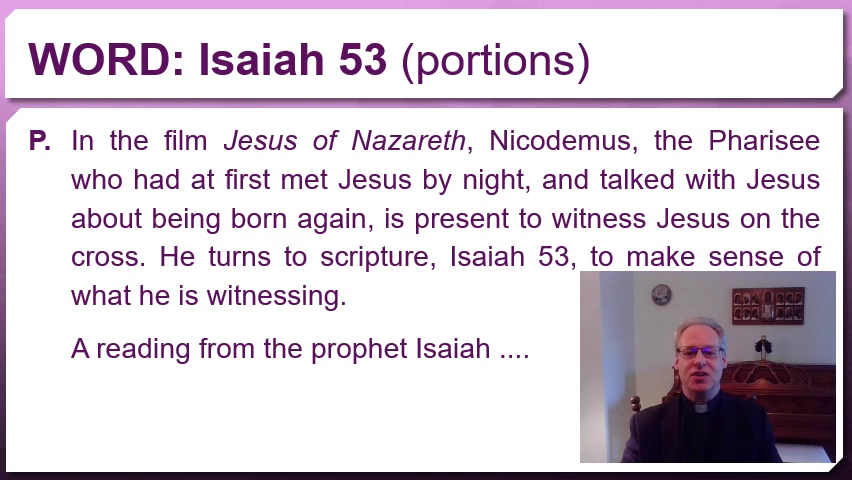 WORD: Isaiah 53 (portions)
P. In the film Jesus of Nazareth, Nicodemus, the Pharisee
who had at first met Jesus by night, and talked with Jesus
about being born again, is present to witness Jesus on the
cross. He turns to scripture, Isaiah 53, to make sense of
what he is witnessing.
A reading from the prophet Isaiah ....